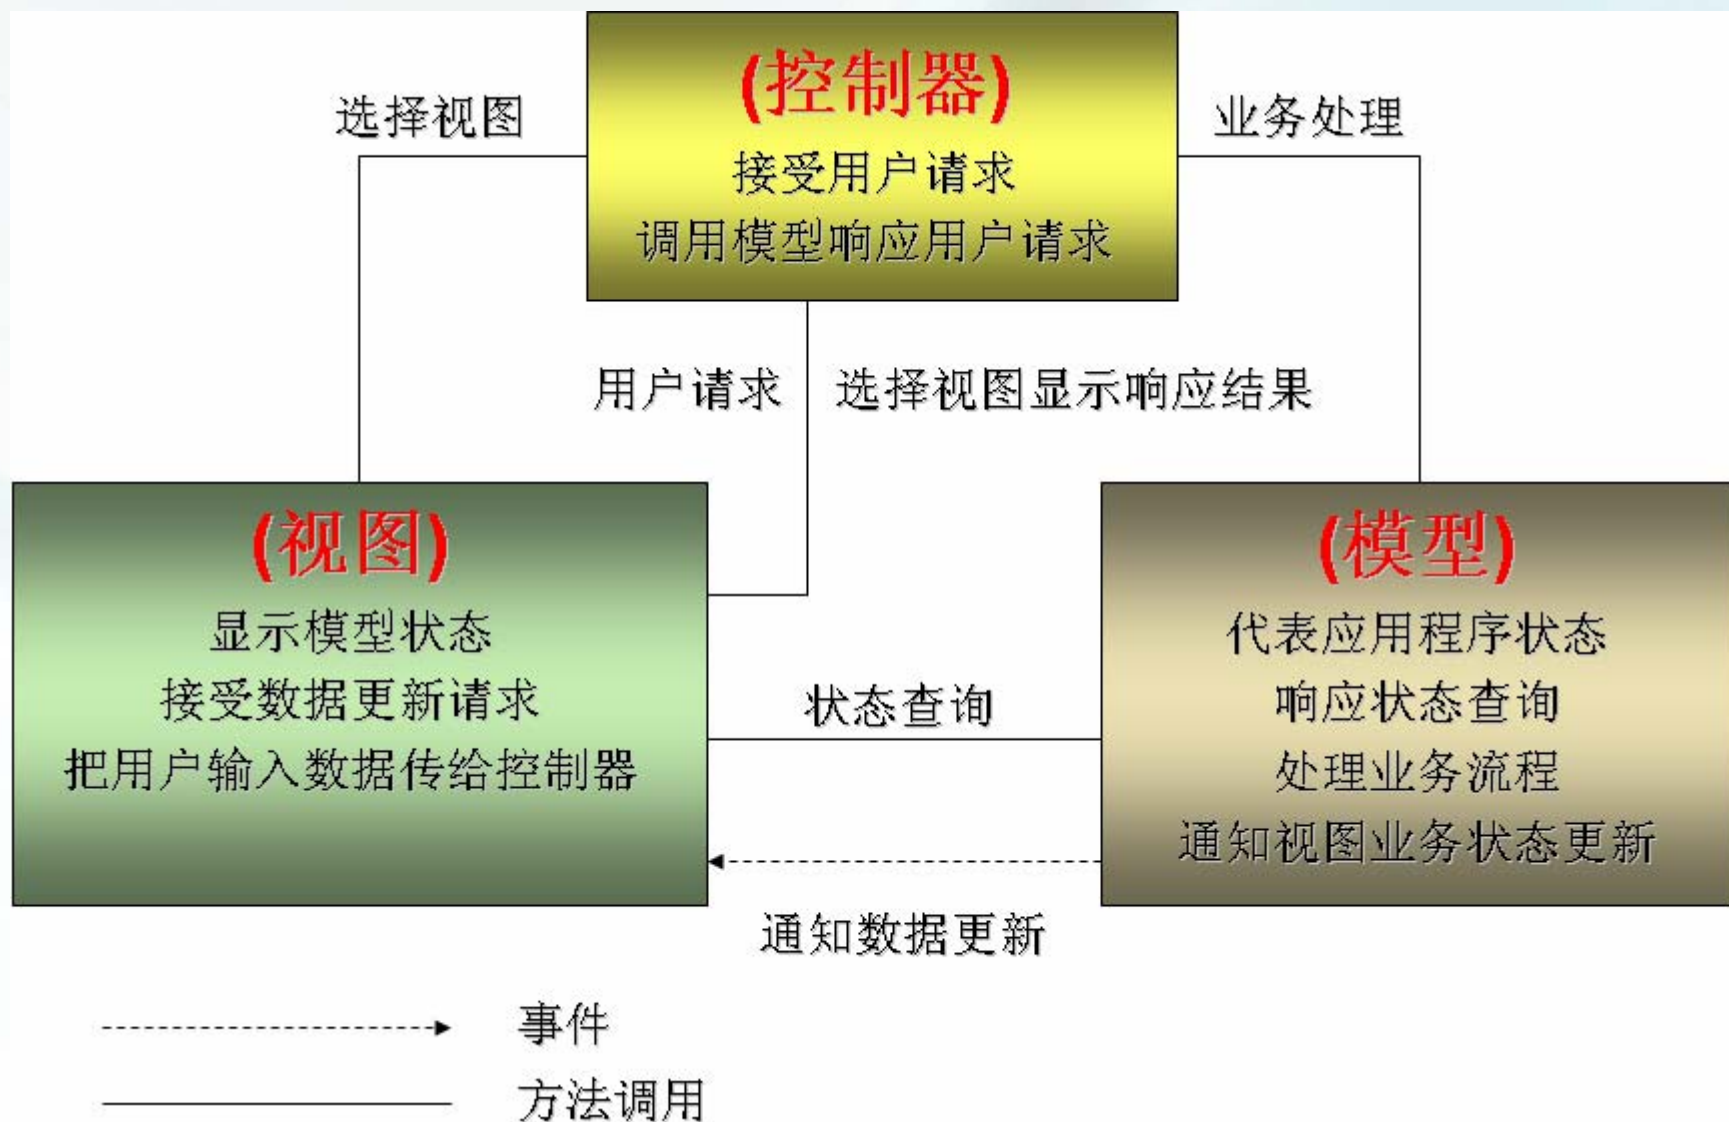 (控制器)
选择视图
业务处理
接受用户请求
调用模型响应用户请求
用户请求
选择视图显示响应结果
(视图)
显示模型状态
接受数据更新请求
把用户输入数据传给控制器
(模型)
代表应用程序状态
响应状态查询
处理业务流程
通知视图业务状态更新
状态查询
通知数据更新
事件
方法调用